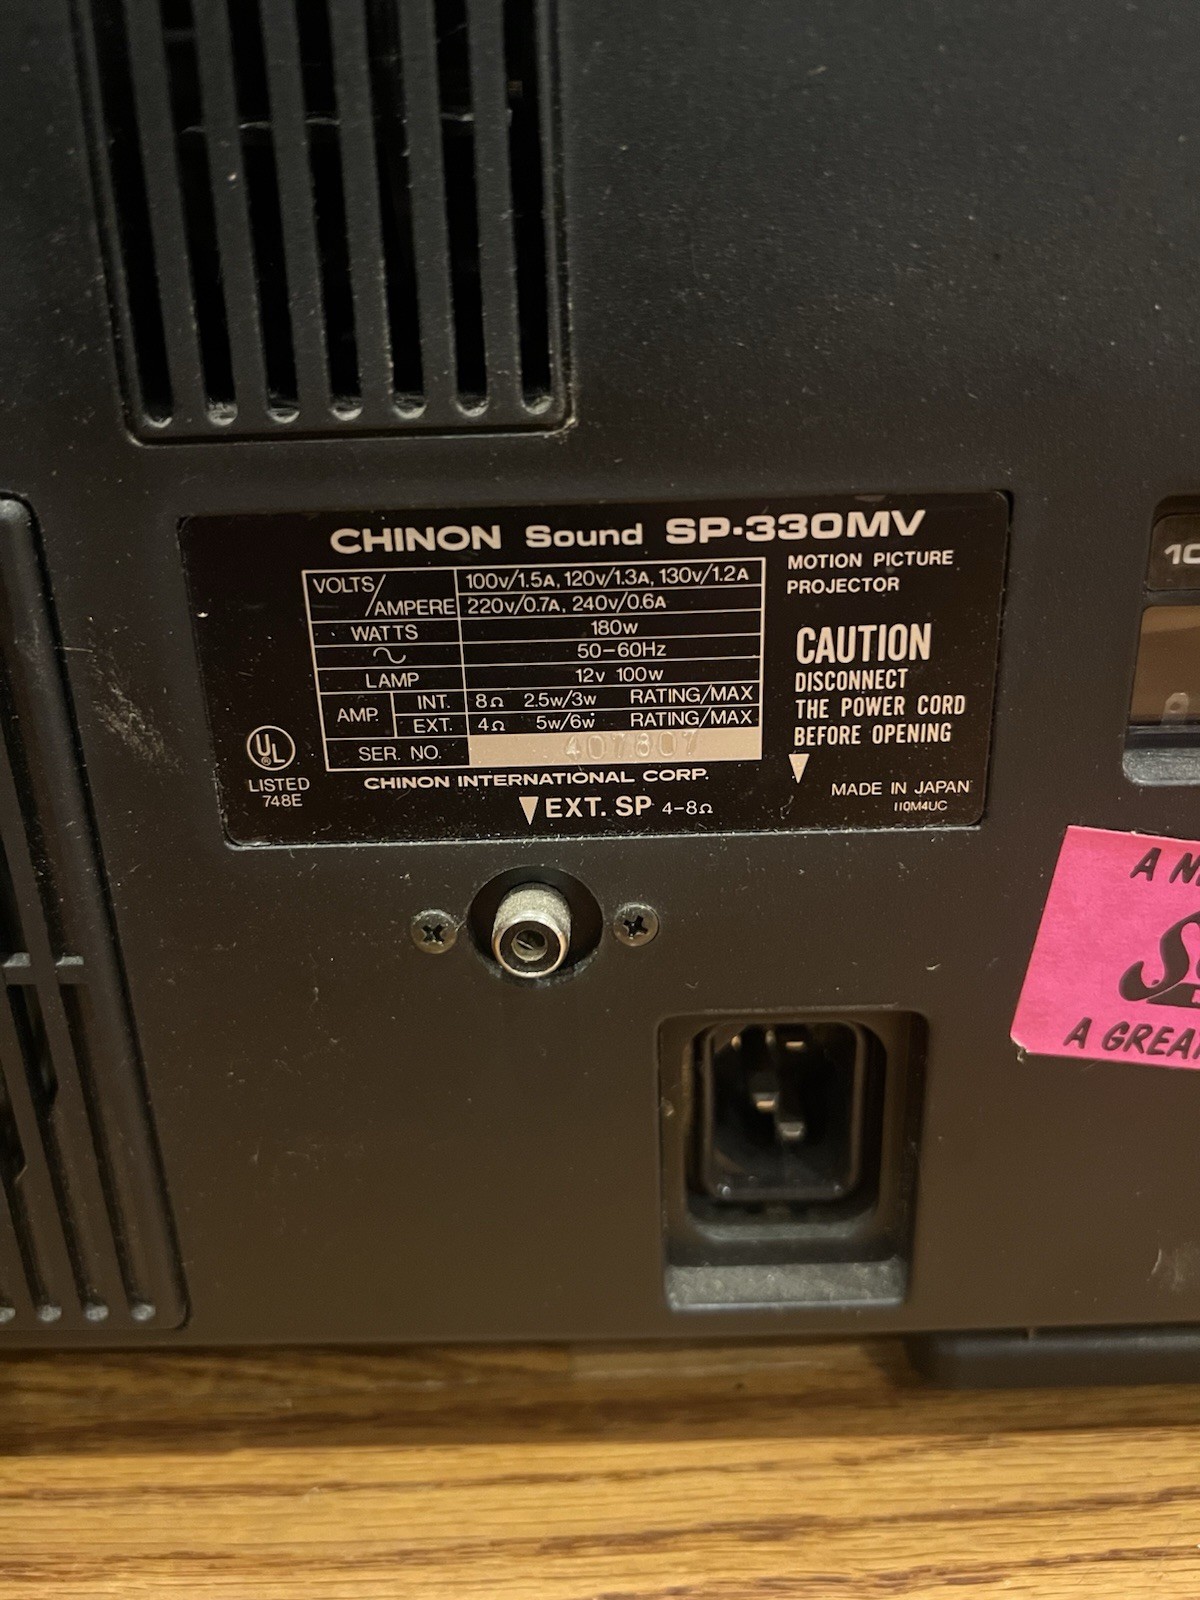 CHINON Sound SP·330MV
MOTION PICTURE
PROJECTOR
VOLTS/ 100V/1.5A, 120V/1.3A, 130V/1.2A
/AMPERE 220V/0.7A, 240V/0.6A
WATTS 180W
50–60Hz
LAMP 12V 100W
AMP. INT. 8Ω 2.5W/3W RATING/MAX
EXT. 4Ω 5W/6W RATING/MAX
SER. NO. 407807
CHINON INTERNATIONAL CORP.
▼EXT. SP 4–8Ω
UL
LISTED
748E
CAUTION
DISCONNECT
THE POWER CORD
BEFORE OPENING
▼
MADE IN JAPAN
110M4UC
10
A
A